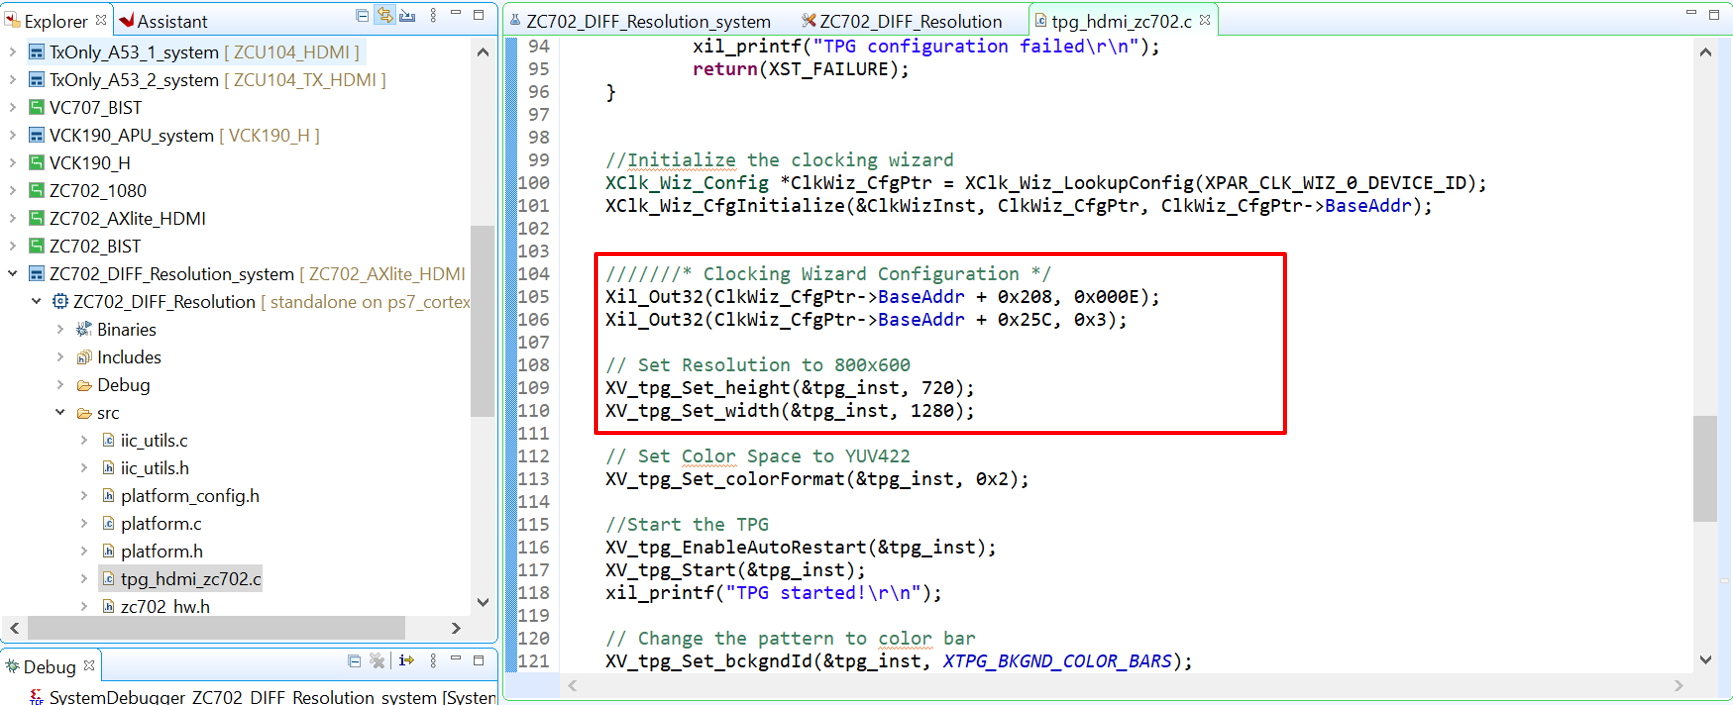 Explorer
Assistant
TxOnly_A53_1_system [ ZCU104_HDMI ]
TxOnly_A53_2_system [ ZCU104_TX_HDMI ]
VC707_BIST
VCK190_APU_system [ VCK190_H ]
VCK190_H
ZC702_1080
ZC702_AXlite_HDMI
ZC702_BIST
ZC702_DIFF_Resolution_system [ ZC702_AXlite_HDMI
ZC702_DIFF_Resolution [ standalone on ps7_cortex
Binaries
Includes
Debug
src
iic_utils.c
iic_utils.h
platform_config.h
platform.c
platform.h
tpg_hdmi_zc702.c
zc702_hw.h
Debug
SystemDebugger_ZC702_DIFF_Resolution_system [System
ZC702_DIFF_Resolution_system
ZC702_DIFF_Resolution
tpg_hdmi_zc702.c
94 xil_printf("TPG configuration failed\r\n");
95 return(XST_FAILURE);
96 }
97
98
99 //Initialize the clocking wizard
100 XClk_Wiz_Config *ClkWiz_CfgPtr = XClk_Wiz_LookupConfig(XPAR_CLK_WIZ_0_DEVICE_ID);
101 XClk_Wiz_CfgInitialize(&ClkWizInst, ClkWiz_CfgPtr, ClkWiz_CfgPtr->BaseAddr);
102
103
104 ///////* Clocking Wizard Configuration */
105 Xil_Out32(ClkWiz_CfgPtr->BaseAddr + 0x208, 0x000E);
106 Xil_Out32(ClkWiz_CfgPtr->BaseAddr + 0x25C, 0x3);
107
108 // Set Resolution to 800x600
109 XV_tpg_Set_height(&tpg_inst, 720);
110 XV_tpg_Set_width(&tpg_inst, 1280);
111
112 // Set Color Space to YUV422
113 XV_tpg_Set_colorFormat(&tpg_inst, 0x2);
114
115 //Start the TPG
116 XV_tpg_EnableAutoRestart(&tpg_inst);
117 XV_tpg_Start(&tpg_inst);
118 xil_printf("TPG started!\r\n");
119
120 // Change the pattern to color bar
121 XV_tpg_Set_bckgndId(&tpg_inst, XTPG_BKGND_COLOR_BARS);